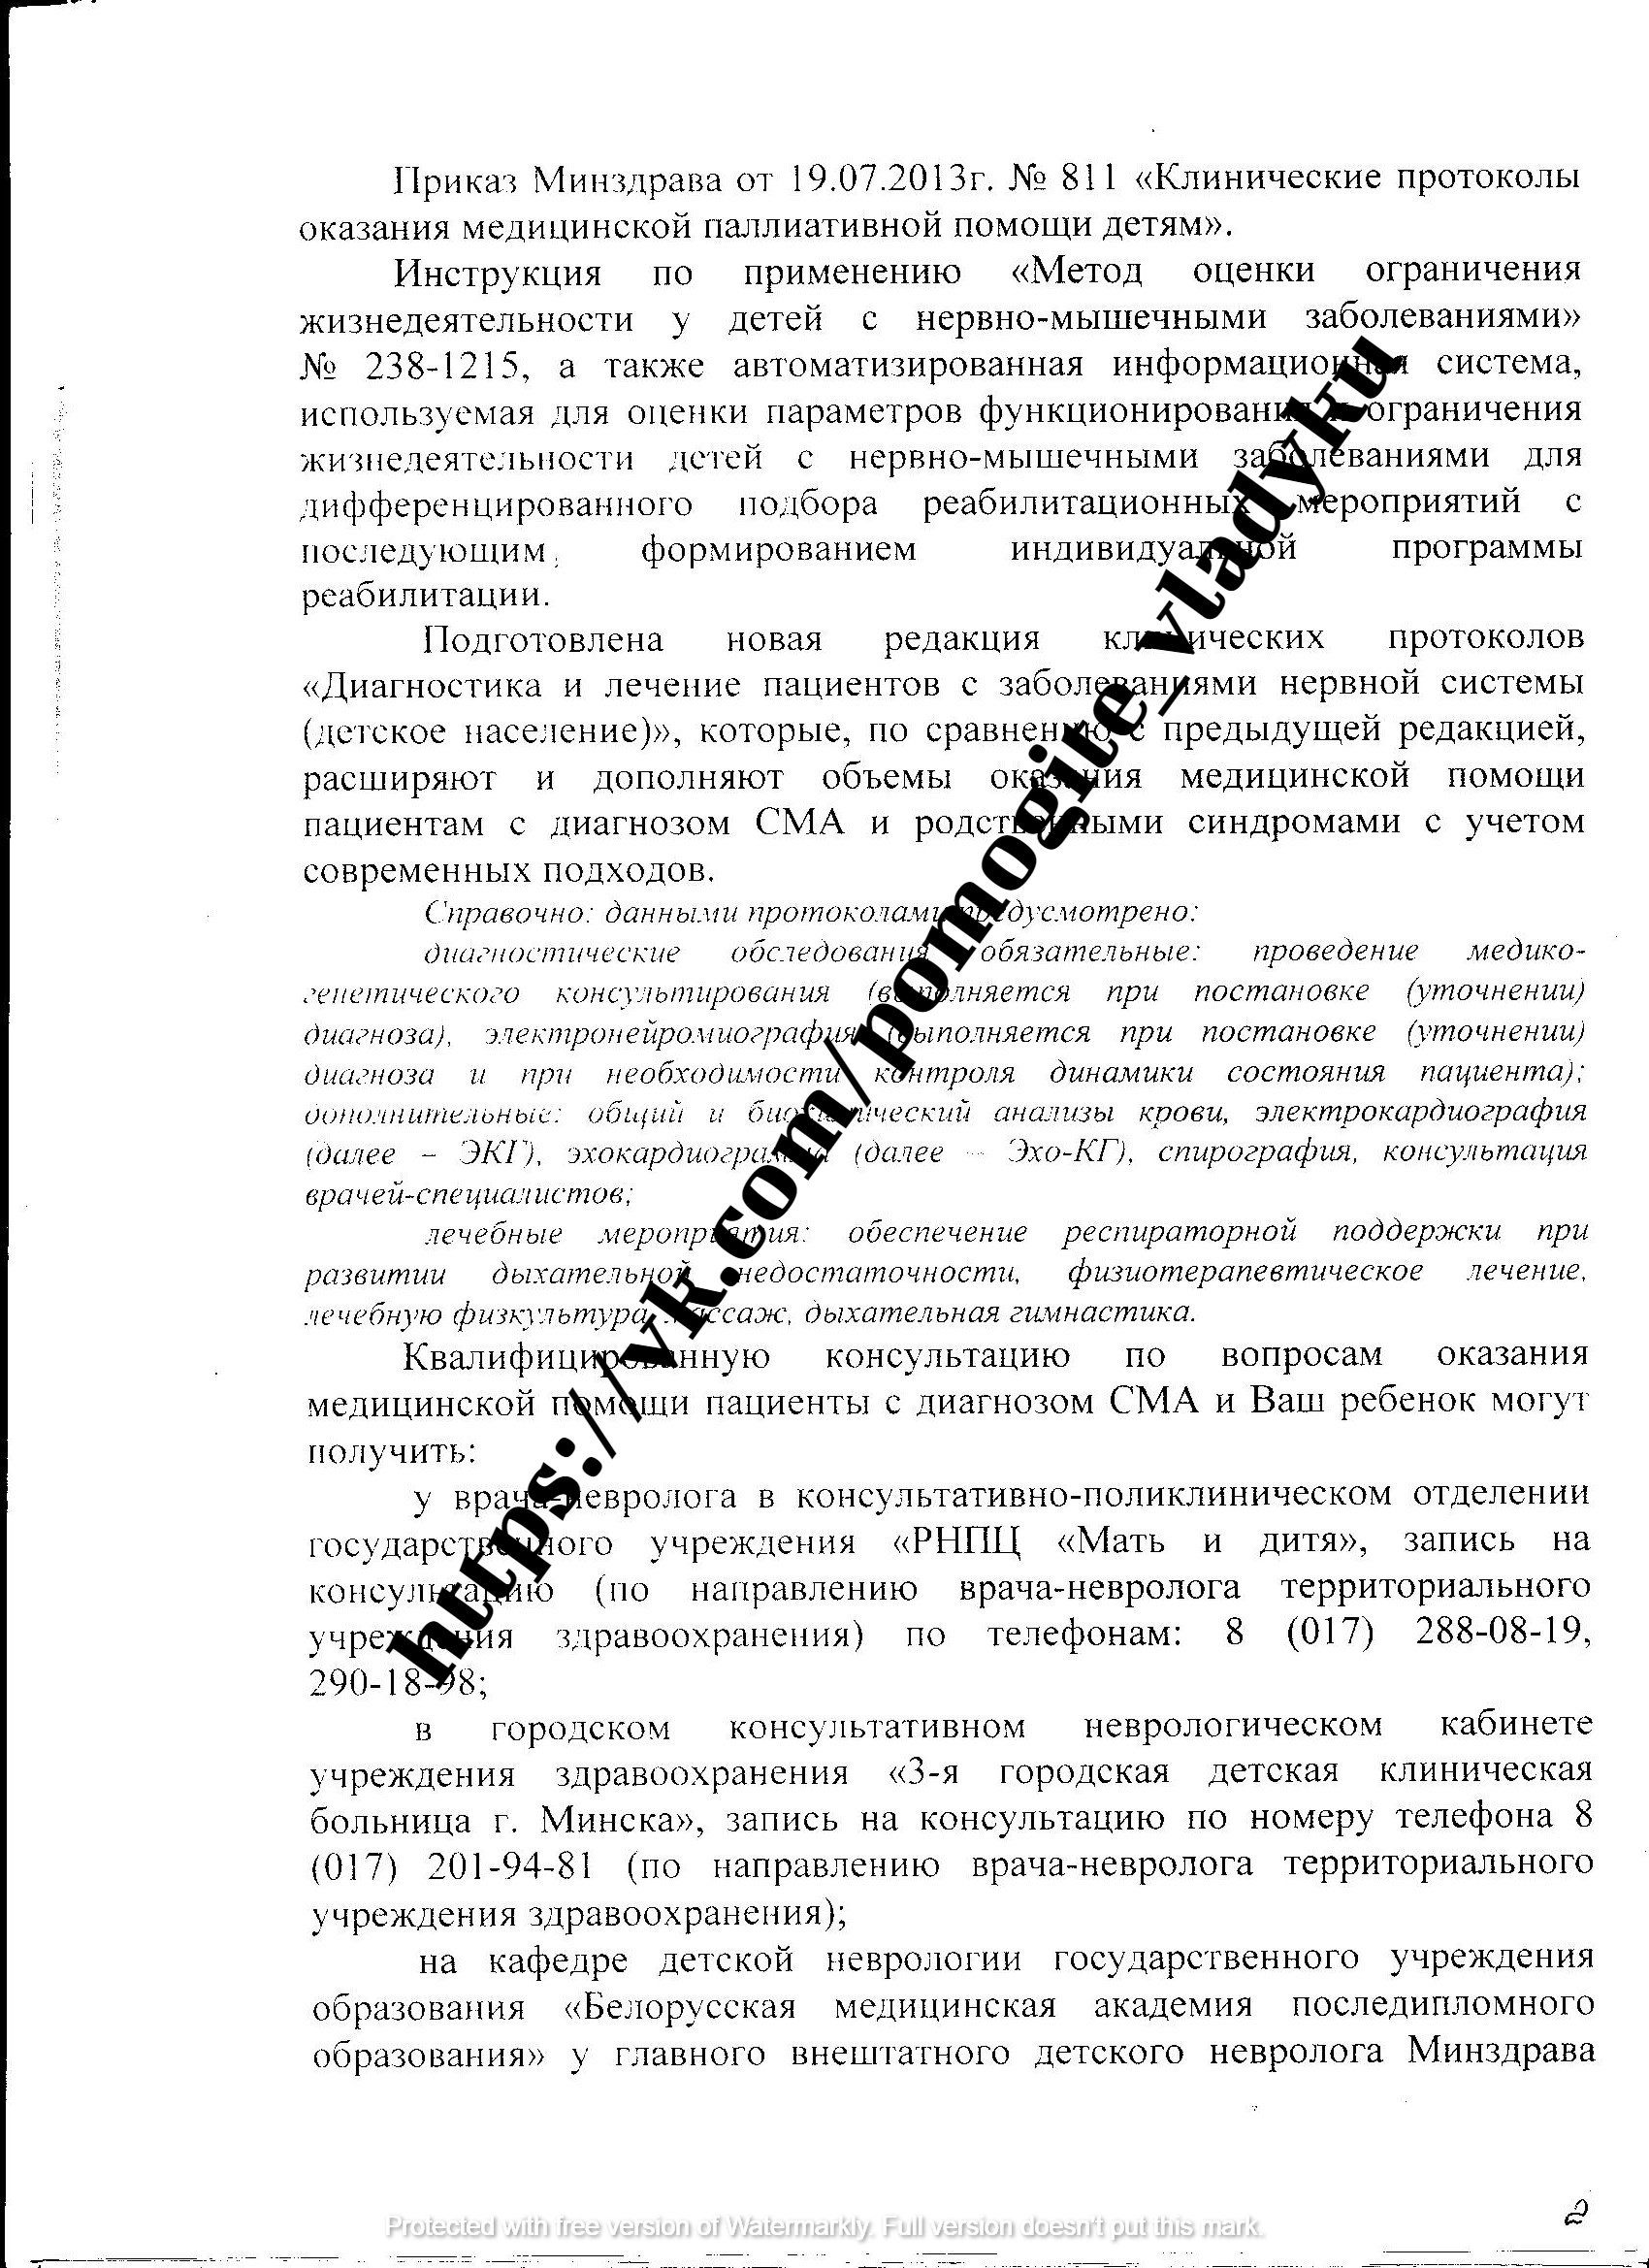 Приказ Минздрава от 19.07.2013г. № 811 «Клинические протоколы
оказания медицинской паллиативной помощи детям».
Инструкция по применению «Метод оценки ограничения
жизнедеятельности у детей с нервно-мышечными заболеваниями»
№ 238-1215, а также автоматизированная информационная система,
используемая для оценки параметров функционирования и ограничения
жизнедеятельности детей с нервно-мышечными заболеваниями для
дифференцированного подбора реабилитационных мероприятий с
последующим формированием индивидуальной программы
реабилитации.
Подготовлена новая редакция клинических протоколов
«Диагностика и лечение пациентов с заболеваниями нервной системы
(детское население)», которые, по сравнению с предыдущей редакцией,
расширяют и дополняют объемы оказания медицинской помощи
пациентам с диагнозом СМА и родственными синдромами с учетом
современных подходов.
Справочно: данными протоколами предусмотрено:
диагностические обследования обязательные: проведение медико-
генетического консультирования (выполняется при постановке (уточнении)
диагноза), электронейромиография (выполняется при постановке (уточнении)
диагноза и при необходимости контроля динамики состояния пациента);
дополнительные: общий и биохимический анализы крови, электрокардиография
(далее – ЭКГ), эхокардиограмма (далее – Эхо-КГ), спирография, консультация
врачей-специалистов;
лечебные мероприятия: обеспечение респираторной поддержки при
развитии дыхательной недостаточности, физиотерапевтическое лечение,
лечебную физкультура, массаж, дыхательная гимнастика.
Квалифицированную консультацию по вопросам оказания
медицинской помощи пациенты с диагнозом СМА и Ваш ребенок могут
получить:
у врача-невролога в консультативно-поликлиническом отделении
государственного учреждения «РНПЦ «Мать и дитя», запись на
консультацию (по направлению врача-невролога территориального
учреждения здравоохранения) по телефонам: 8 (017) 288-08-19,
290-18-98;
в городском консультативном неврологическом кабинете
учреждения здравоохранения «3-я городская детская клиническая
больница г. Минска», запись на консультацию по номеру телефона 8
(017) 201-94-81 (по направлению врача-невролога территориального
учреждения здравоохранения);
на кафедре детской неврологии государственного учреждения
образования «Белорусская медицинская академия последипломного
образования» у главного внештатного детского невролога Минздрава
https://vk.com/pomogite_vladyku
2
Protected with free version of Watermarkly. Full version doesn't put this mark.